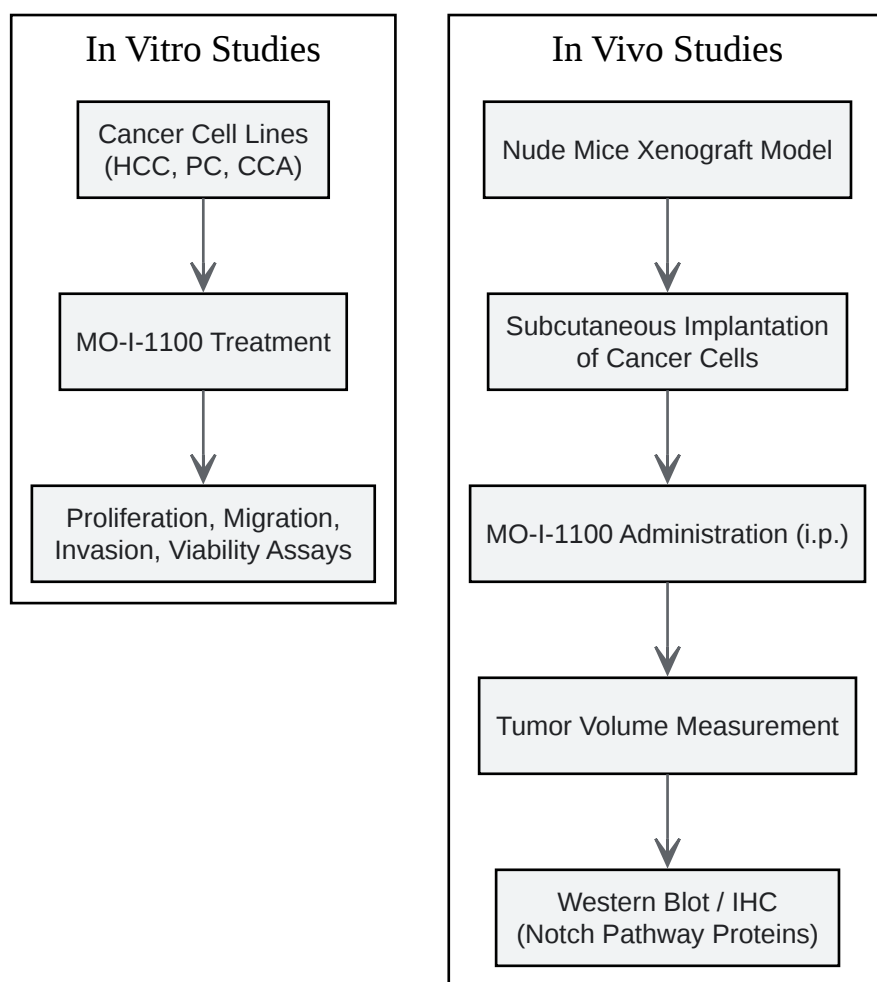 In Vitro Studies
Cancer Cell Lines
(HCC, PC, CCA)
MO-I-1100 Treatment
Proliferation, Migration,
Invasion, Viability Assays
In Vivo Studies
Nude Mice Xenograft Model
Subcutaneous Implantation
of Cancer Cells
MO-I-1100 Administration (i.p.)
Tumor Volume Measurement
Western Blot / IHC
(Notch Pathway Proteins)